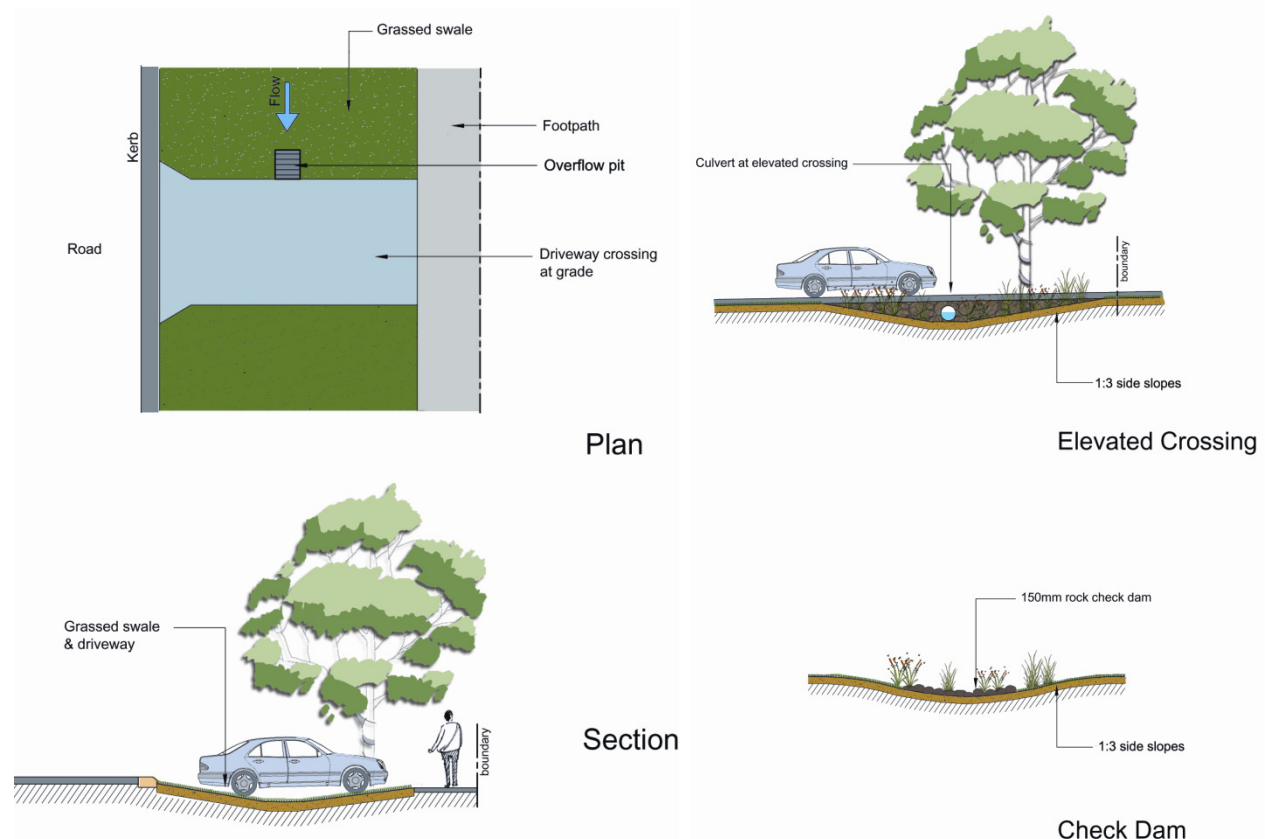 Grassed swale
Flow
Kerb
Footpath
Overflow pit
Road
Driveway crossing
at grade
Plan
Culvert at elevated crossing
boundary
1:3 side slopes
Elevated Crossing
Grassed swale
& driveway
boundary
Section
150mm rock check dam
1:3 side slopes
Check Dam